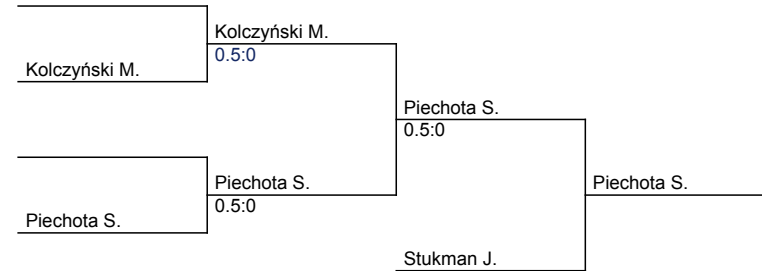 Kolczyński M.
0.5:0
Kolczyński M.
Piechota S.
0.5:0
Piechota S.
Piechota S.
0.5:0
Piechota S.
Stukman J.